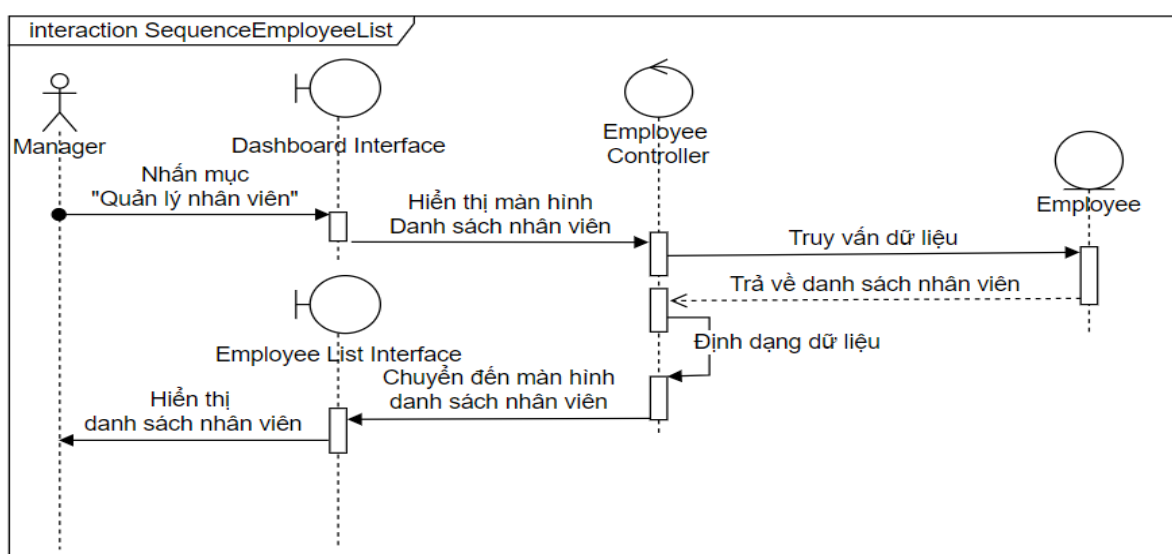 interaction SequenceEmployeeList
Manager
Dashboard Interface
Employee
Controller
Employee
Nhấn mục
"Quản lý nhân viên"
Hiển thị màn hình
Danh sách nhân viên
Truy vấn dữ liệu
Trả về danh sách nhân viên
Định dạng dữ liệu
Employee List Interface
Chuyển đến màn hình
danh sách nhân viên
Hiển thị
danh sách nhân viên